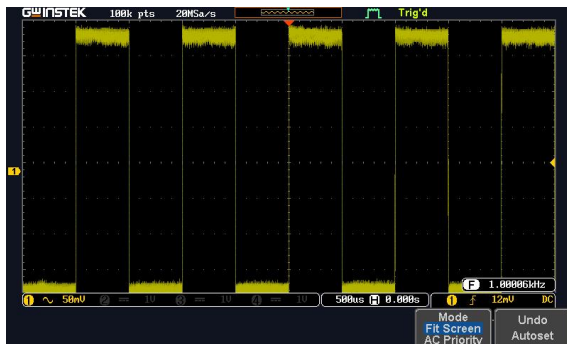 GWINSTEK 100k pts 20MSa/s Trig'd
1
F 1.00006kHz
1 50mV 2 1V 3 1V 4 1V 500us H 0.000s 1 12mV DC
Mode
Fit Screen
AC Priority
Undo
Autoset